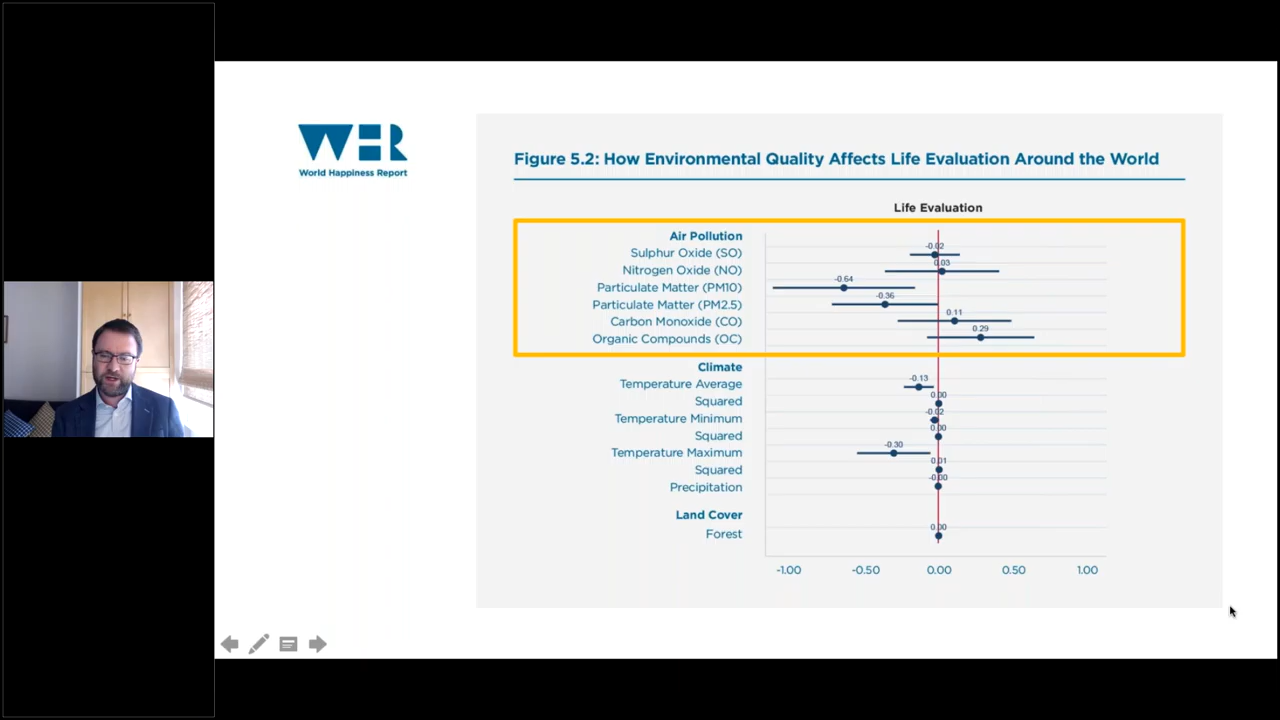 WHR
World Happiness Report
Figure 5.2: How Environmental Quality Affects Life Evaluation Around the World
Life Evaluation
Air Pollution
Sulphur Oxide (SO) -0.02
Nitrogen Oxide (NO) 0.03
Particulate Matter (PM10) -0.64
Particulate Matter (PM2.5) -0.36
Carbon Monoxide (CO) 0.11
Organic Compounds (OC) 0.29
Climate
Temperature Average -0.13
Squared 0.00
Temperature Minimum -0.02
Squared 0.00
Temperature Maximum -0.30
Squared 0.01
Precipitation -0.00
Land Cover
Forest 0.00
-1.00 -0.50 0.00 0.50 1.00